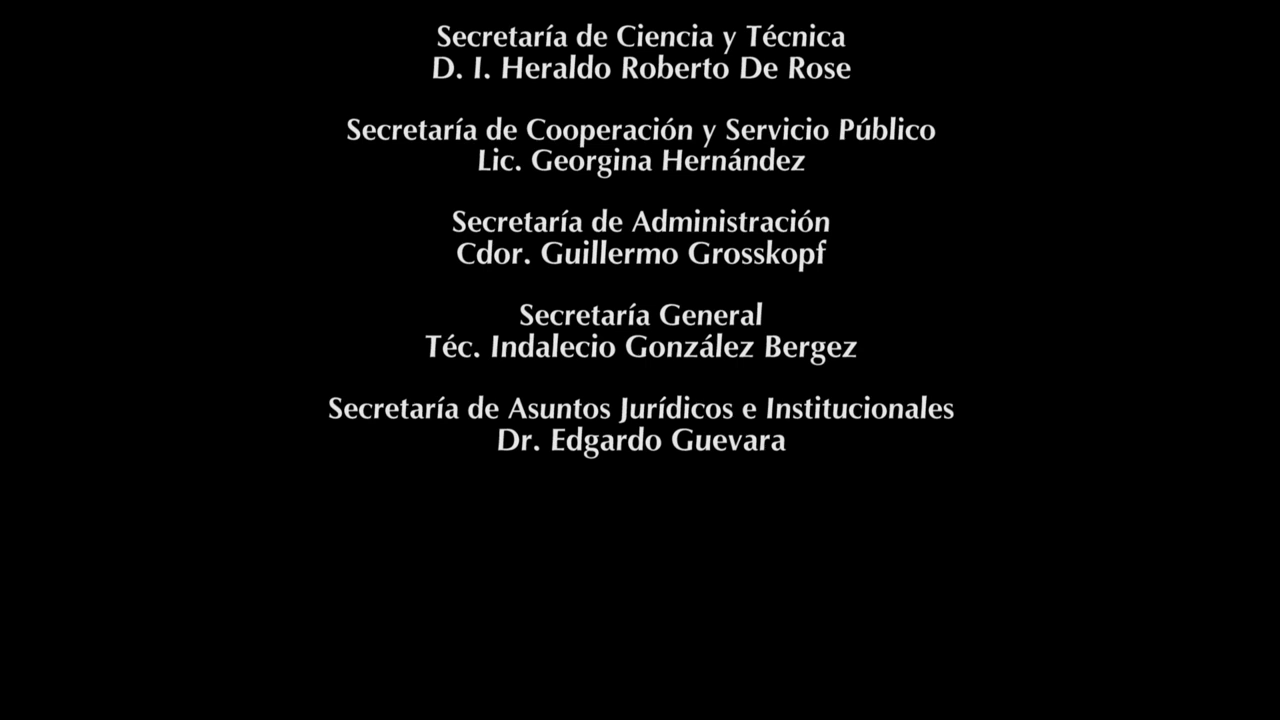 Secretaría de Ciencia y Técnica
D. I. Heraldo Roberto De Rose
Secretaría de Cooperación y Servicio Público
Lic. Georgina Hernández
Secretaría de Administración
Cdor. Guillermo Grosskopf
Secretaría General
Téc. Indalecio González Bergez
Secretaría de Asuntos Jurídicos e Institucionales
Dr. Edgardo Guevara